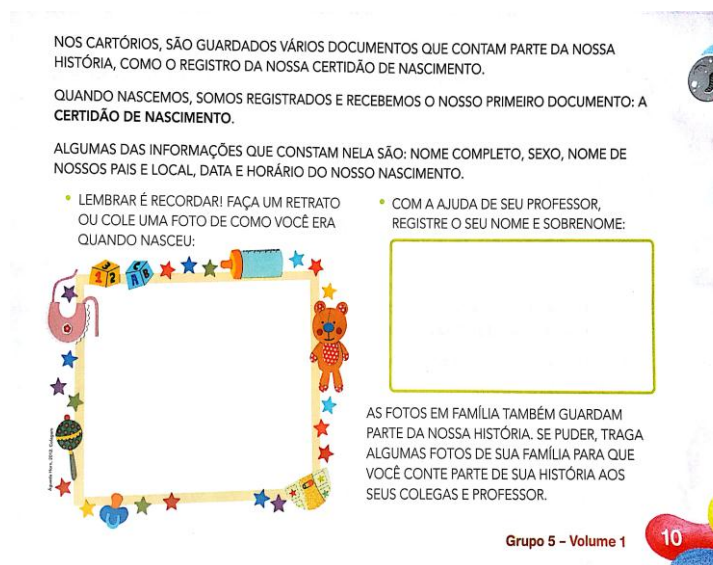 NOS CARTÓRIOS, SÃO GUARDADOS VÁRIOS DOCUMENTOS QUE CONTAM PARTE DA NOSSA
HISTÓRIA, COMO O REGISTRO DA NOSSA CERTIDÃO DE NASCIMENTO.
QUANDO NASCEMOS, SOMOS REGISTRADOS E RECEBEMOS O NOSSO PRIMEIRO DOCUMENTO: A
CERTIDÃO DE NASCIMENTO.
ALGUMAS DAS INFORMAÇÕES QUE CONSTAM NELA SÃO: NOME COMPLETO, SEXO, NOME DE
NOSSOS PAIS E LOCAL, DATA E HORÁRIO DO NOSSO NASCIMENTO.
• LEMBRAR É RECORDAR! FAÇA UM RETRATO
OU COLE UMA FOTO DE COMO VOCÊ ERA
QUANDO NASCEU:
3
1 2
C
A B
• COM A AJUDA DE SEU PROFESSOR,
REGISTRE O SEU NOME E SOBRENOME:
AS FOTOS EM FAMÍLIA TAMBÉM GUARDAM
PARTE DA NOSSA HISTÓRIA. SE PUDER, TRAGA
ALGUMAS FOTOS DE SUA FAMÍLIA PARA QUE
VOCÊ CONTE PARTE DE SUA HISTÓRIA AOS
SEUS COLEGAS E PROFESSOR.
Grupo 5 – Volume 1
10